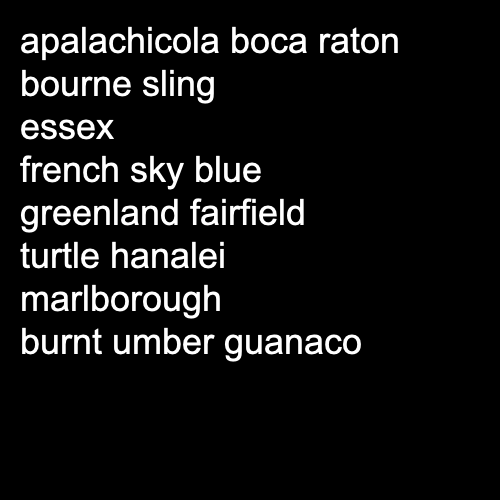 apalachicola boca raton
bourne sling
essex
french sky blue
greenland fairfield
turtle hanalei
marlborough
burnt umber guanaco